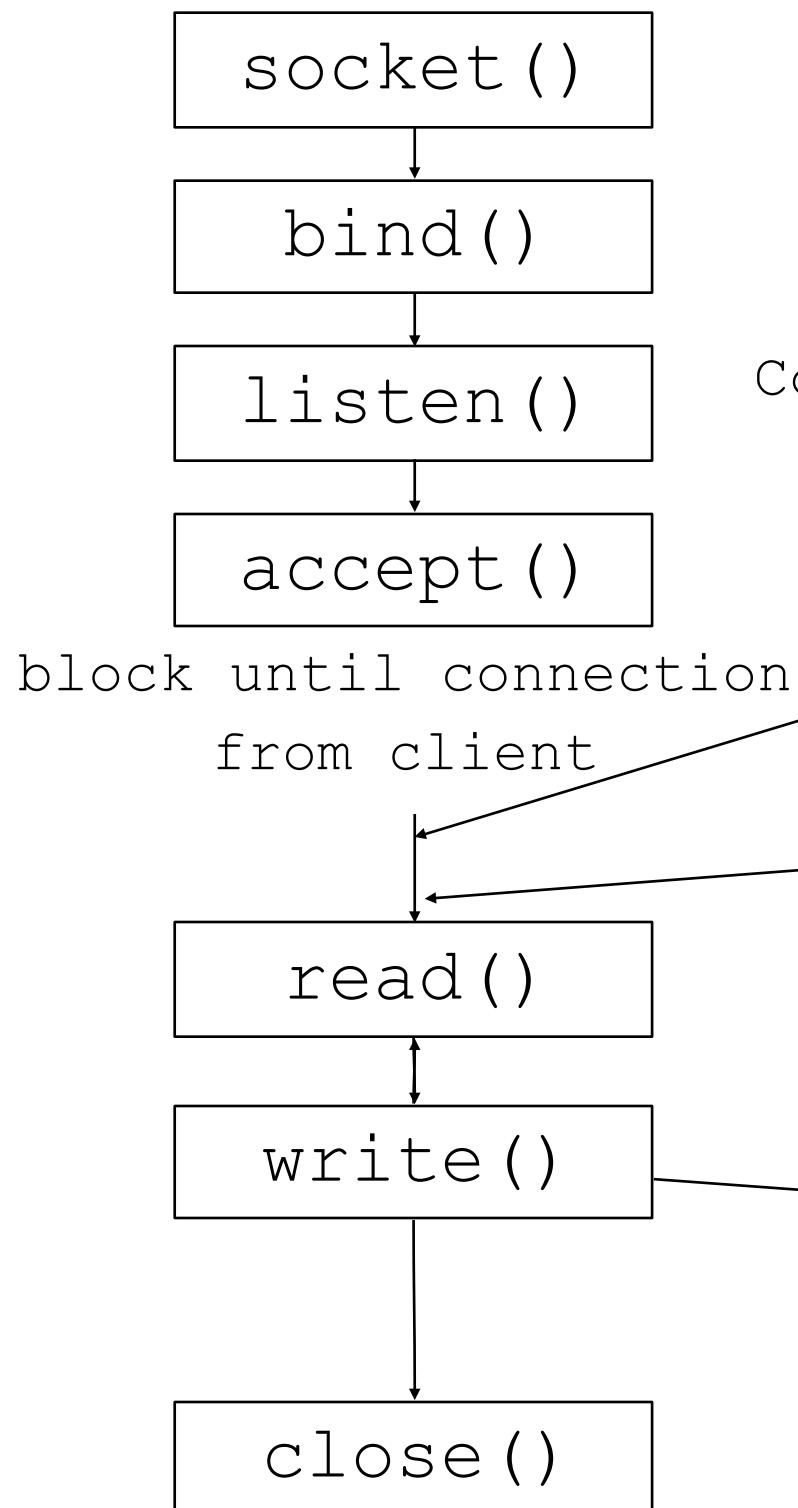 socket()
bind()
listen()
accept()
block until connection
from client
read()
write()
close()